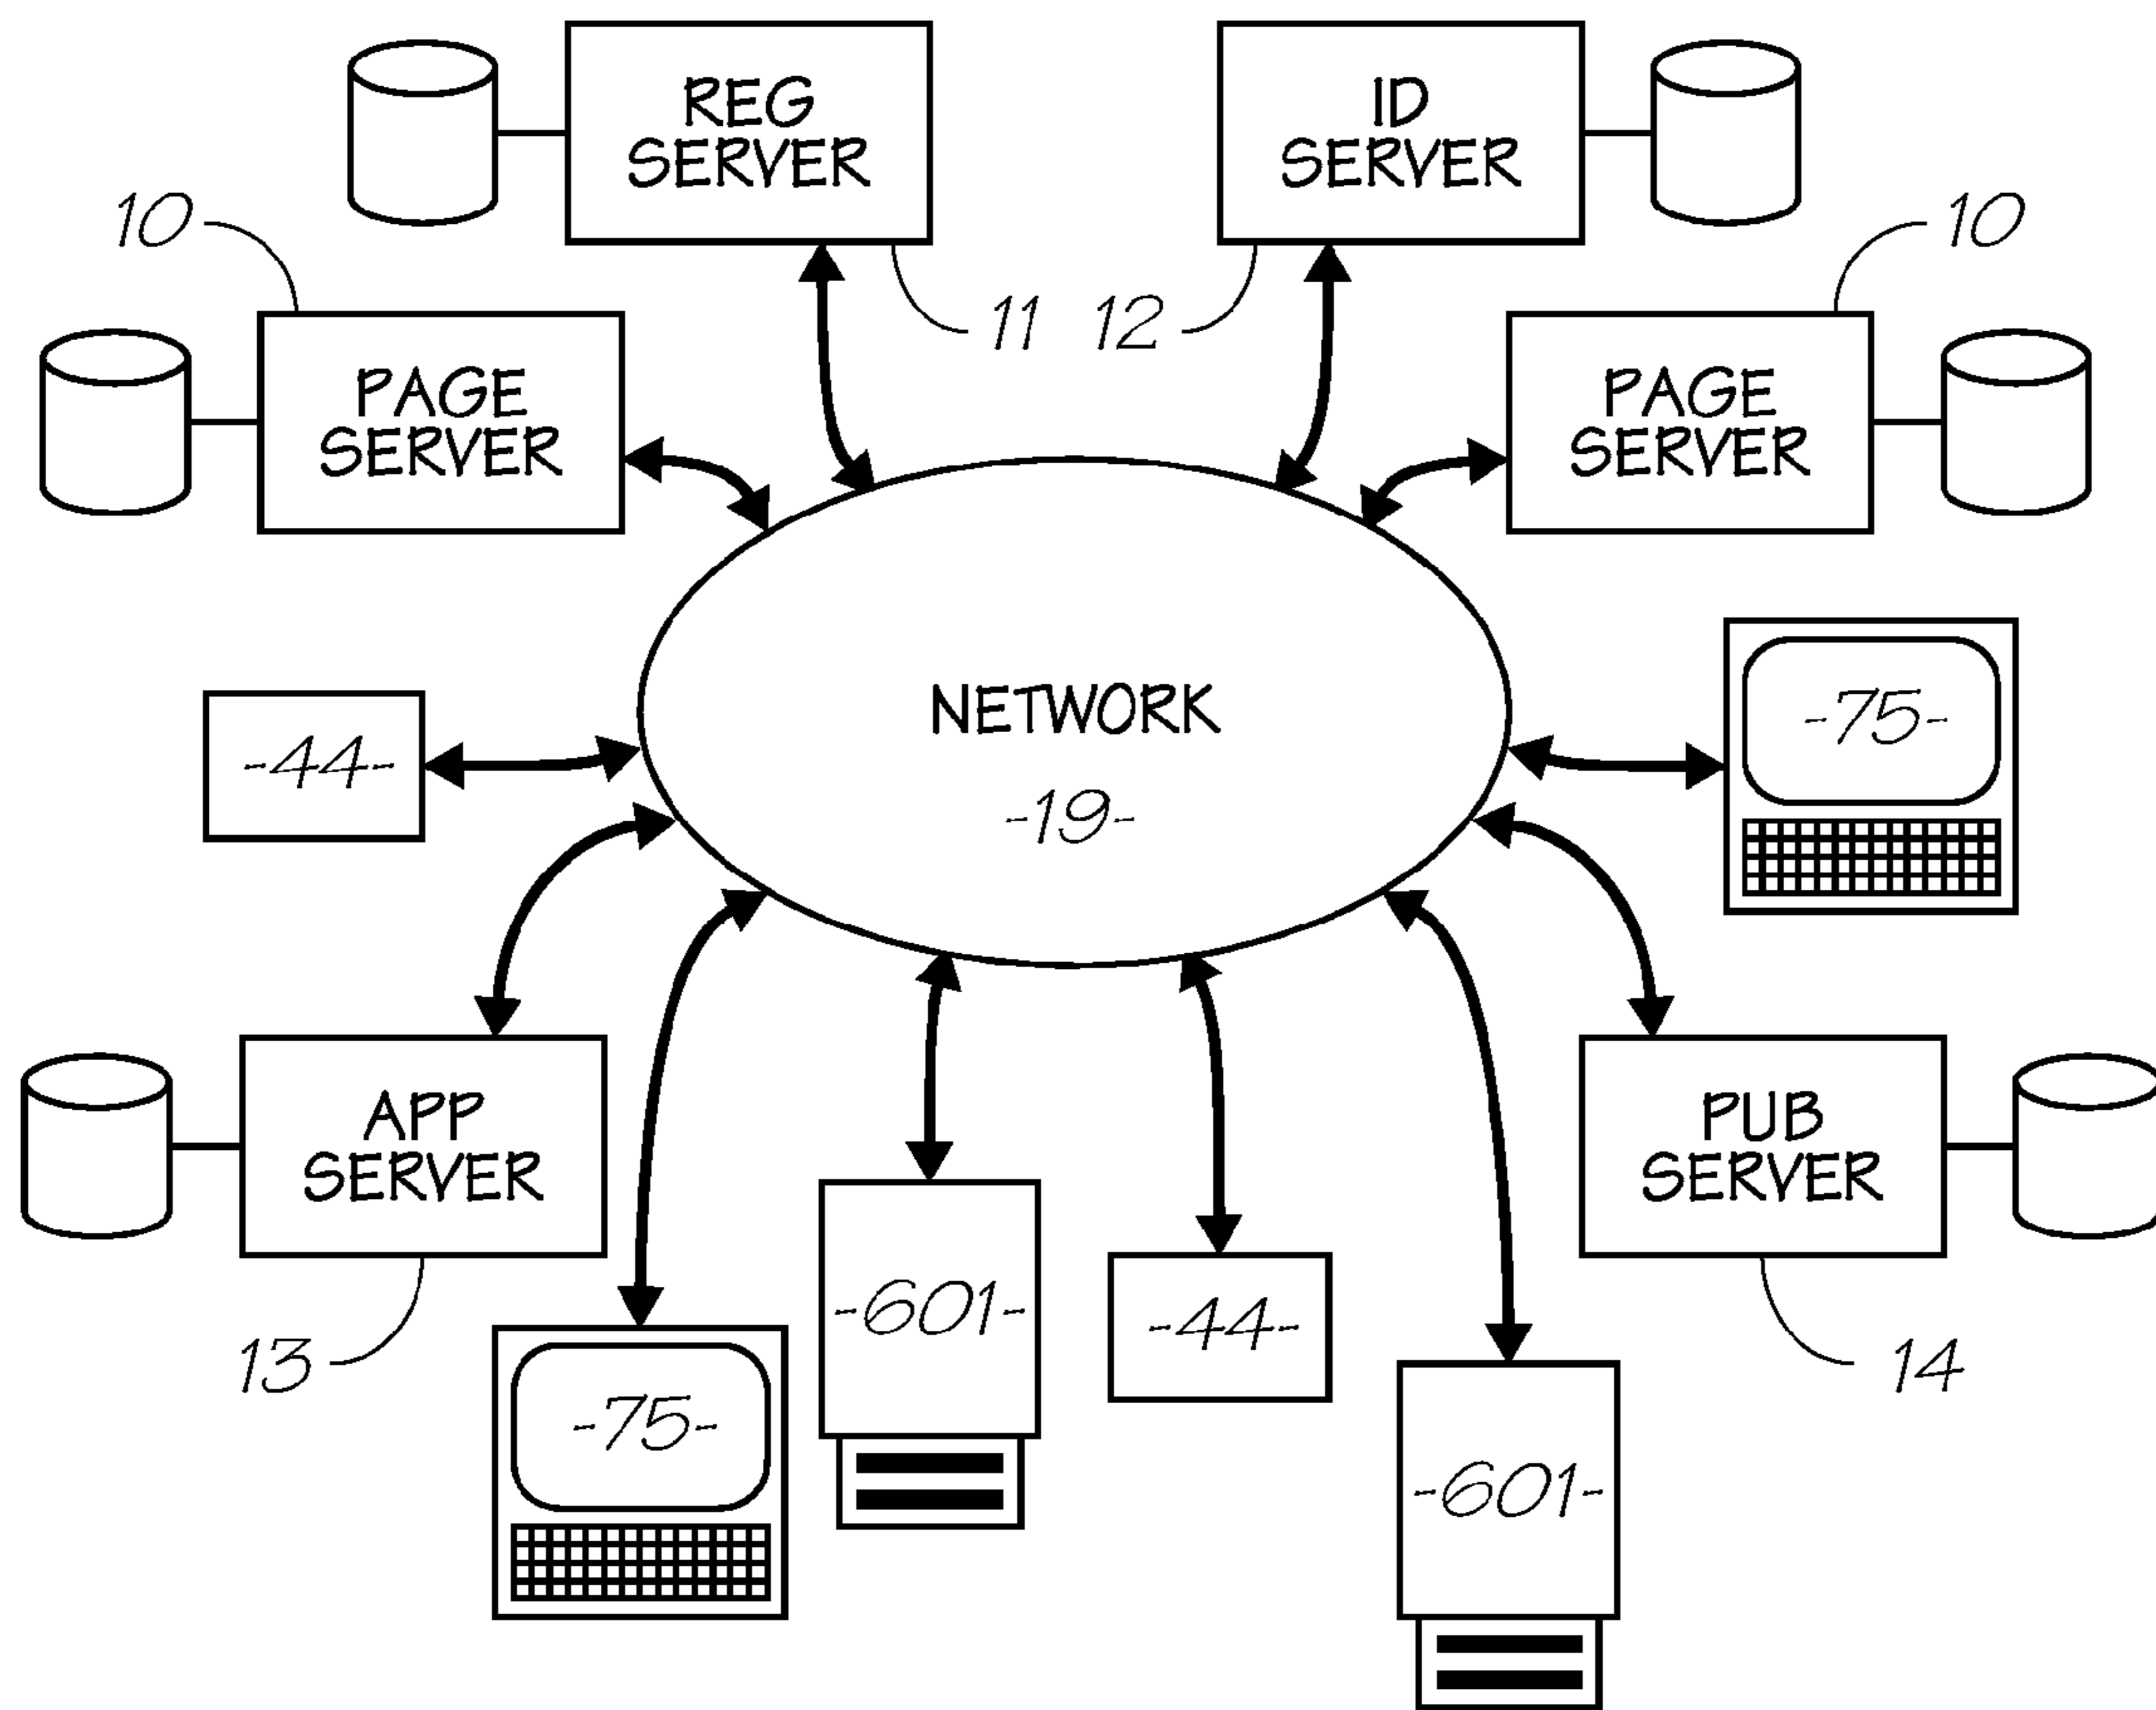 REG
SERVER
ID
SERVER
10
10
11
12
PAGE
SERVER
PAGE
SERVER
NETWORK
-19-
-75-
-44-
APP
SERVER
PUB
SERVER
-601-
-44-
13
14
-75-
-601-